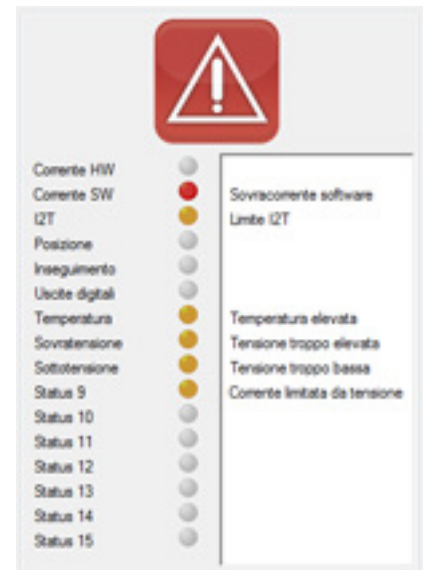 Corrente HW
Corrente SW Sovracorrente software
I2T Limite I2T
Posizione
Inseguimento
Uscite digitali
Temperatura Temperatura elevata
Sovratensione Tensione troppo elevata
Sottotensione Tensione troppo bassa
Status 9 Corrente limitata da tensione
Status 10
Status 11
Status 12
Status 13
Status 14
Status 15